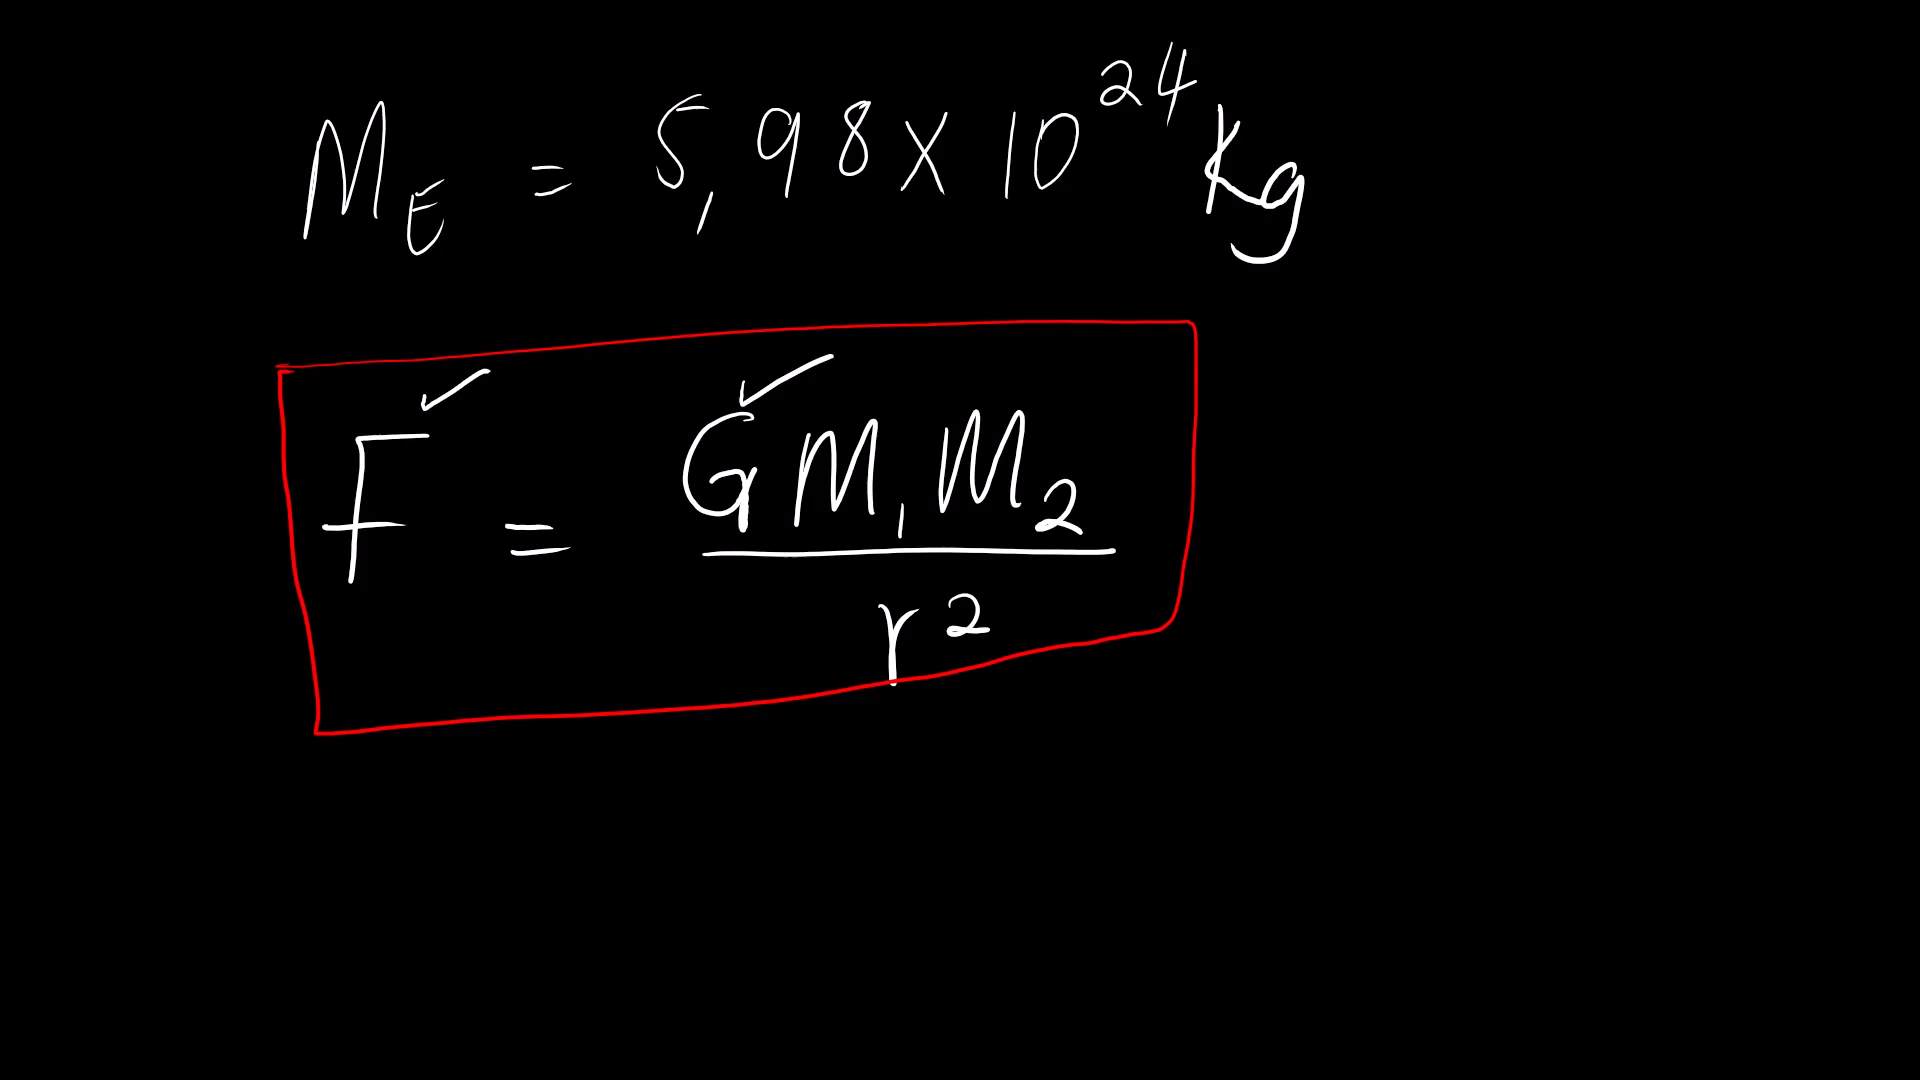 M_E = 5,98 X 10^24 Kg
F = G M_1 M_2 / r^2